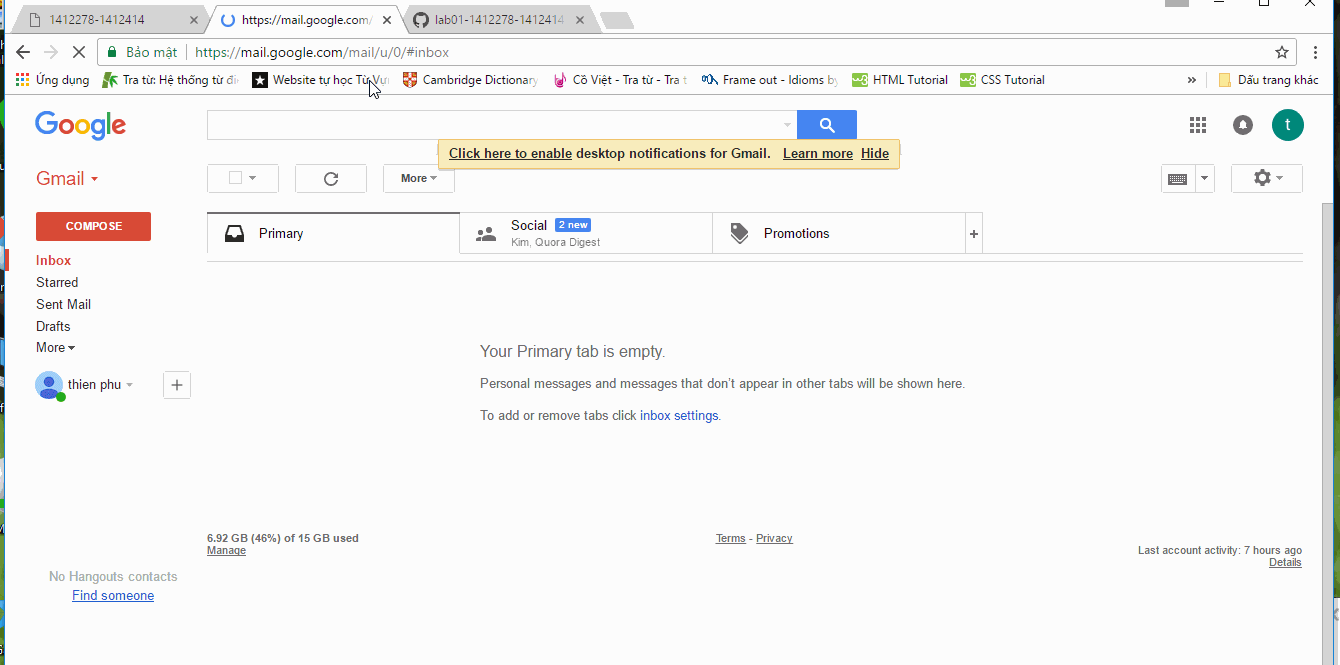 1412278-1412414
https://mail.google.com/
lab01-1412278-1412414
Bảo mật
https://mail.google.com/mail/u/0/#inbox
Ứng dụng
Tra từ: Hệ thống từ đi
Website tự học Từ Vự
Cambridge Dictionary
Cồ Việt - Tra từ - Tra t
Frame out - Idioms by
HTML Tutorial
CSS Tutorial
»
Dấu trang khác
Google
t
Click here to enable desktop notifications for Gmail. Learn more Hide
Gmail
More
COMPOSE
Primary
Social 2 new
Kim, Quora Digest
Promotions
+
Inbox
Starred
Sent Mail
Drafts
More
thien phu
+
Your Primary tab is empty.
Personal messages and messages that don't appear in other tabs will be shown here.
To add or remove tabs click inbox settings.
6.92 GB (46%) of 15 GB used
Manage
Terms - Privacy
Last account activity: 7 hours ago
Details
No Hangouts contacts
Find someone